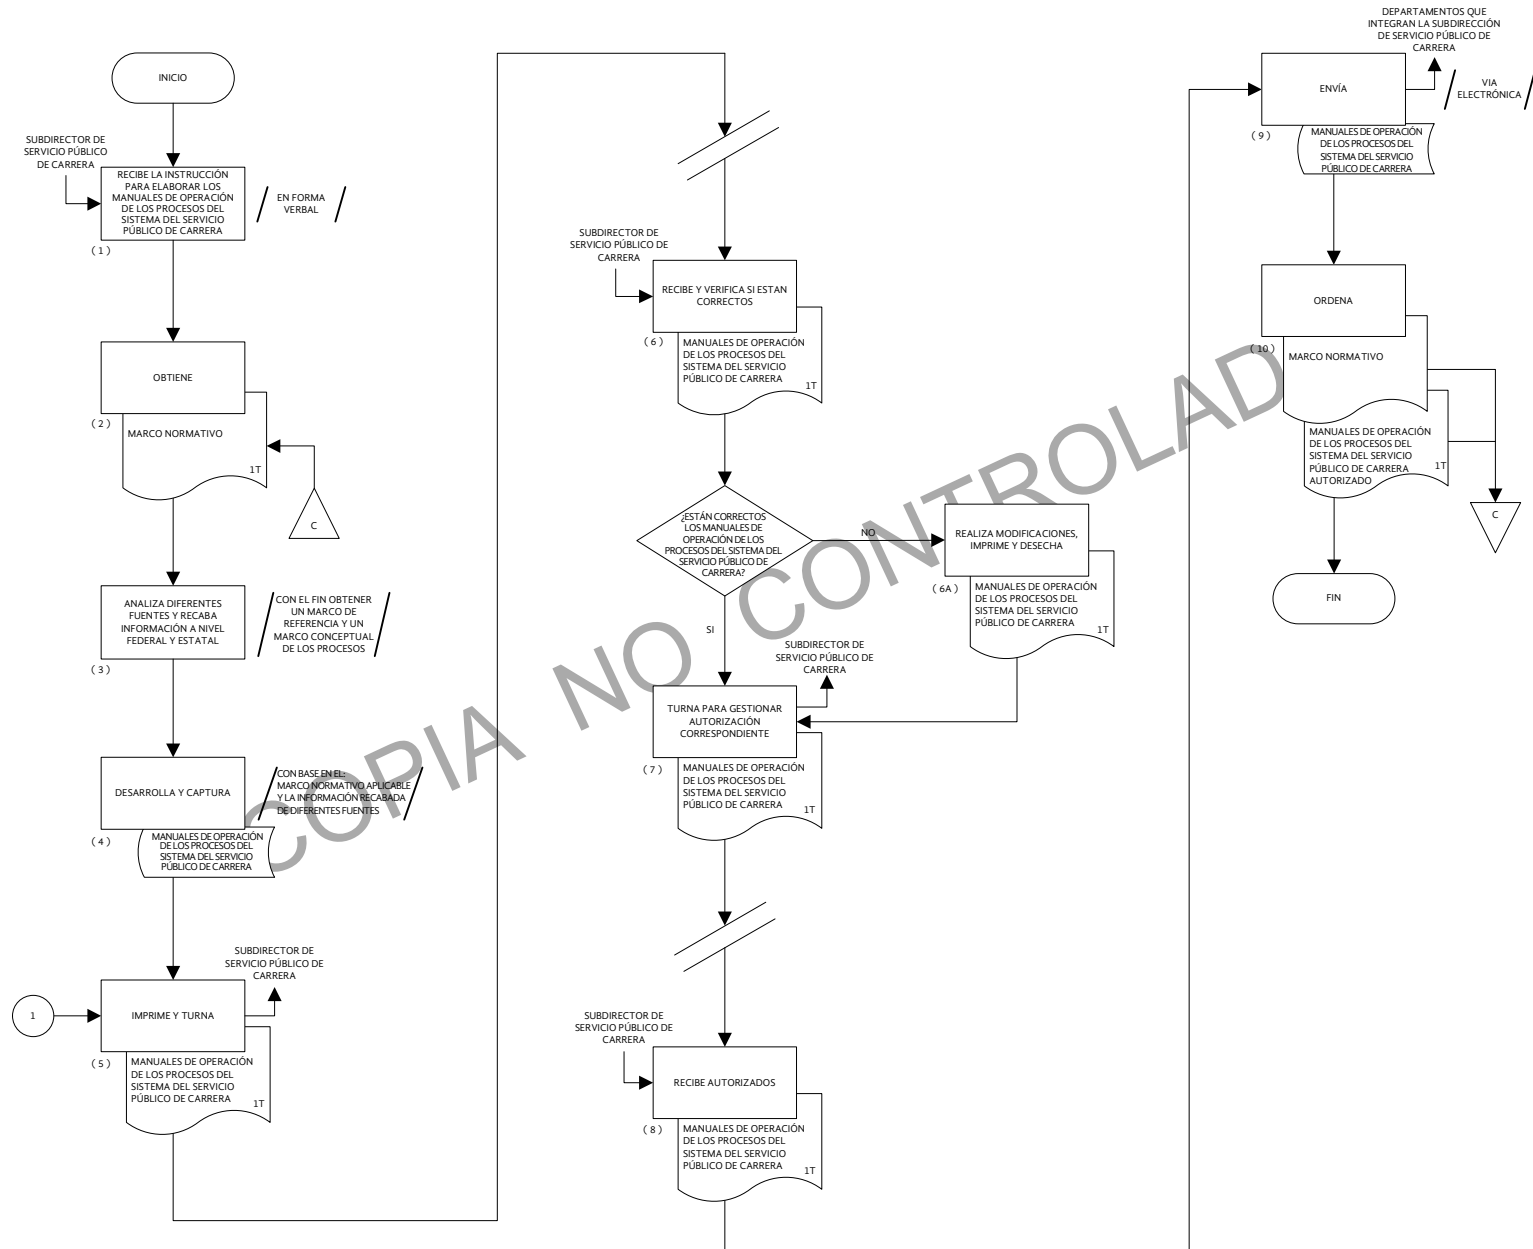 INICIO
SUBDIRECTOR DE
SERVICIO PÚBLICO
DE CARRERA
RECIBE LA INSTRUCCIÓN
PARA ELABORAR LOS
MANUALES DE OPERACIÓN
DE LOS PROCESOS DEL
SISTEMA DEL SERVICIO
PÚBLICO DE CARRERA
EN FORMA
VERBAL
( 1 )
OBTIENE
( 2 )
MARCO NORMATIVO
1T
C
ANALIZA DIFERENTES
FUENTES Y RECABA
INFORMACIÓN A NIVEL
FEDERAL Y ESTATAL
CON EL FIN OBTENER
UN MARCO DE
REFERENCIA Y UN
MARCO CONCEPTUAL
DE LOS PROCESOS
( 3 )
DESARROLLA Y CAPTURA
CON BASE EN EL:
MARCO NORMATIVO APLICABLE
Y LA INFORMACIÓN RECABADA
DE DIFERENTES FUENTES
( 4 )
MANUALES DE OPERACIÓN
DE LOS PROCESOS DEL
SISTEMA DEL SERVICIO
PÚBLICO DE CARRERA
SUBDIRECTOR DE
SERVICIO PÚBLICO DE
CARRERA
1
IMPRIME Y TURNA
( 5 )
MANUALES DE OPERACIÓN
DE LOS PROCESOS DEL
SISTEMA DEL SERVICIO
PÚBLICO DE CARRERA
1T
SUBDIRECTOR DE
SERVICIO PÚBLICO DE
CARRERA
RECIBE Y VERIFICA SI ESTAN
CORRECTOS
( 6 )
MANUALES DE OPERACIÓN
DE LOS PROCESOS DEL
SISTEMA DEL SERVICIO
PÚBLICO DE CARRERA
1T
¿ESTÁN CORRECTOS
LOS MANUALES DE
OPERACIÓN DE LOS
PROCESOS DEL SISTEMA DEL
SERVICIO PÚBLICO DE
CARRERA?
NO
REALIZA MODIFICACIONES,
IMPRIME Y DESECHA
( 6A )
MANUALES DE OPERACIÓN
DE LOS PROCESOS DEL
SISTEMA DEL SERVICIO
PÚBLICO DE CARRERA
1T
SI
SUBDIRECTOR DE
SERVICIO PÚBLICO DE
CARRERA
TURNA PARA GESTIONAR
AUTORIZACIÓN
CORRESPONDIENTE
( 7 )
MANUALES DE OPERACIÓN
DE LOS PROCESOS DEL
SISTEMA DEL SERVICIO
PÚBLICO DE CARRERA
1T
SUBDIRECTOR DE
SERVICIO PÚBLICO DE
CARRERA
RECIBE AUTORIZADOS
( 8 )
MANUALES DE OPERACIÓN
DE LOS PROCESOS DEL
SISTEMA DEL SERVICIO
PÚBLICO DE CARRERA
1T
DEPARTAMENTOS QUE
INTEGRAN LA SUBDIRECCIÓN
DE SERVICIO PÚBLICO DE
CARRERA
ENVÍA
VIA
ELECTRÓNICA
( 9 )
MANUALES DE OPERACIÓN
DE LOS PROCESOS DEL
SISTEMA DEL SERVICIO
PÚBLICO DE CARRERA
ORDENA
( 10 )
MARCO NORMATIVO
MANUALES DE OPERACIÓN
DE LOS PROCESOS DEL
SISTEMA DEL SERVICIO
PÚBLICO DE CARRERA
AUTORIZADO
1T
C
FIN
COPIA NO CONTROLAD